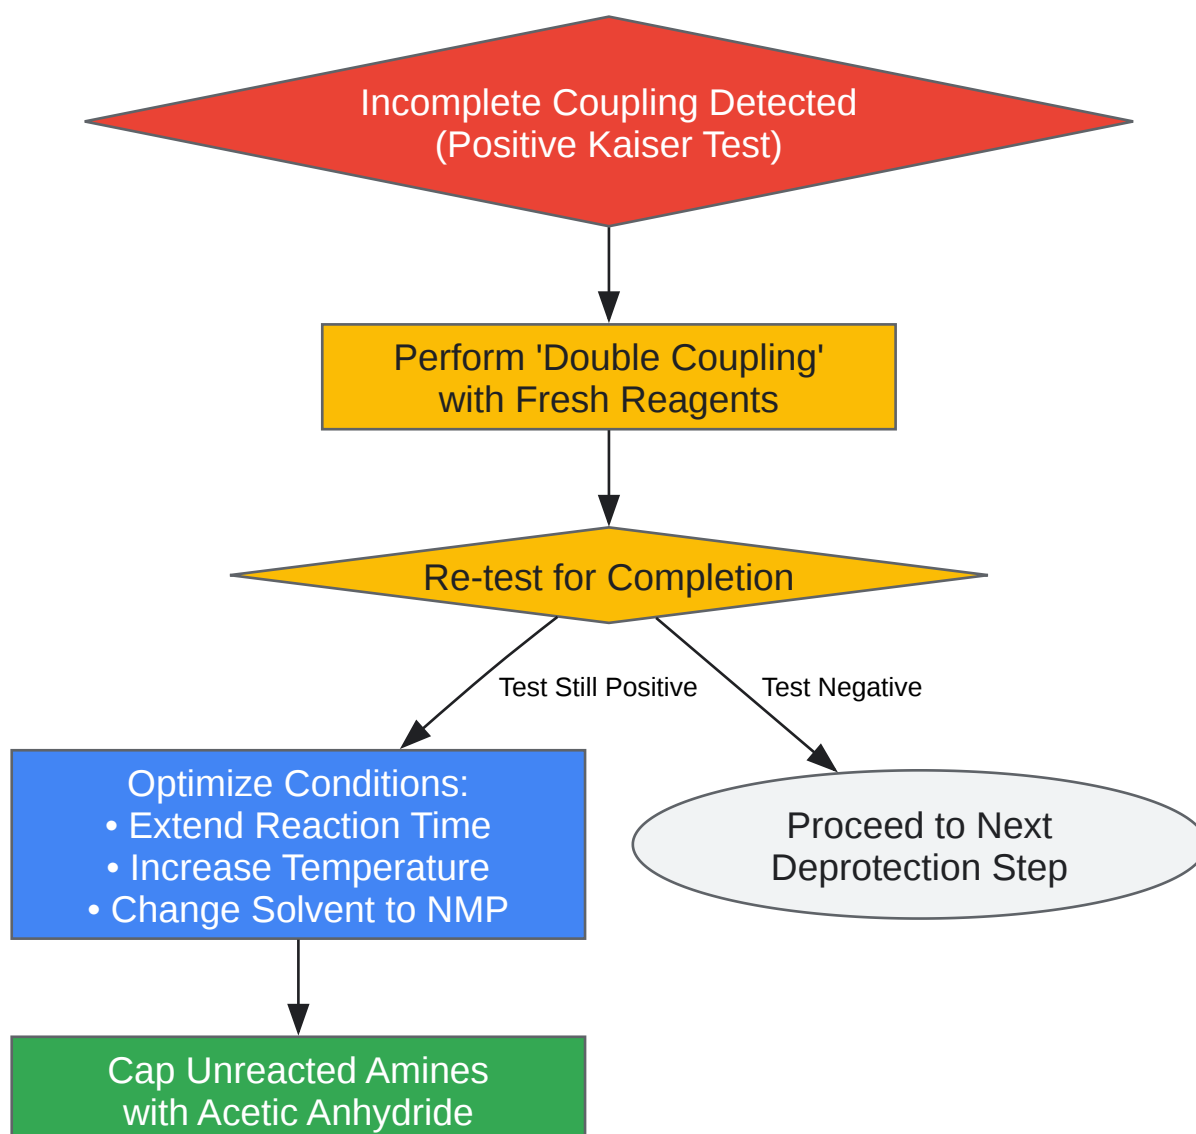 Incomplete Coupling Detected
(Positive Kaiser Test)
Perform 'Double Coupling'
with Fresh Reagents
Re-test for Completion
Test Still Positive
Test Negative
Optimize Conditions:
• Extend Reaction Time
• Increase Temperature
• Change Solvent to NMP
Proceed to Next
Deprotection Step
Cap Unreacted Amines
with Acetic Anhydride